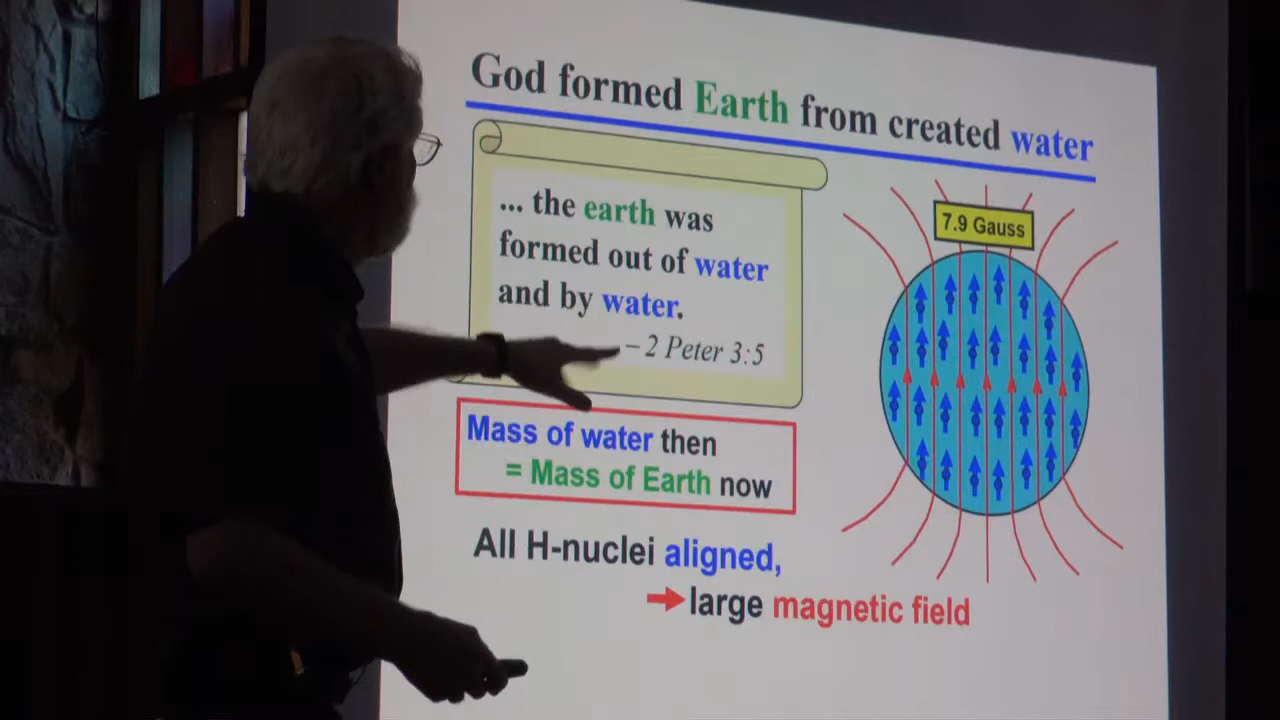 God formed Earth from created water
... the earth was
formed out of water
and by water.
– 2 Peter 3:5
7.9 Gauss
Mass of water then
= Mass of Earth now
All H-nuclei aligned,
large magnetic field